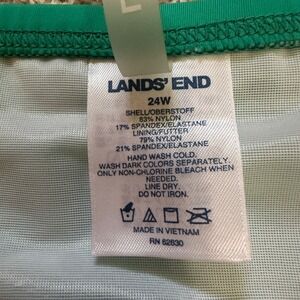 L
LANDS' END
24W
SHELL/OBERSTOFF
83% NYLON
17% SPANDEX/ELASTANE
LINING/FUTTER
79% NYLON
21% SPANDEX/ELASTANE
HAND WASH COLD.
WASH DARK COLORS SEPARATELY.
ONLY NON-CHLORINE BLEACH WHEN
NEEDED.
LINE DRY.
DO NOT IRON.
MADE IN VIETNAM
RN 62830